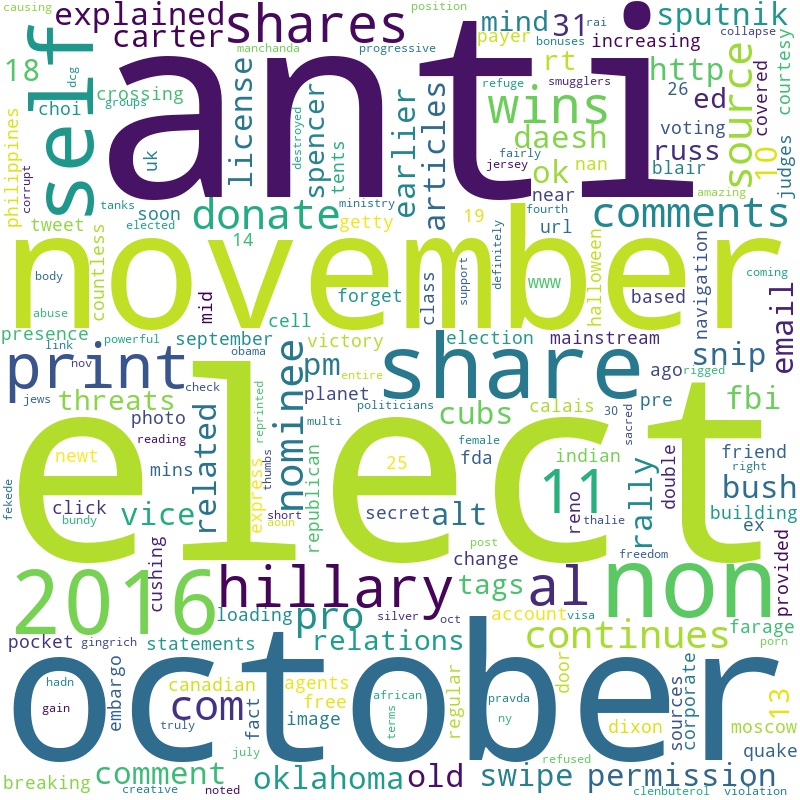 causing
explained
shares
mind
31
rai
position
sputnik
carter
manchanda
progressive
payer
bonuses
increasing
collapse
18
self
dcg
groups
anti
rt
smugglers
http
source
covered
courtesy
choi
crossing
license
destroyed
spencer
tents
earlier
articles
refuge
wins
26
ed
voting
10
philippines
corrupt
uk
daesh
fairly
ok
nan
russ
blair
judges
tanks
jersey
near
amazing
tweet
soon
elected
donate
ministry
getty
19
fourth
url
comments
countless
14
november
definitely
halloween
navigation
body
mid
forget
class
support
www
based
coming
abuse
cell
presence
link
powerful
september
victory
election
mainstream
email
nov
obama
nominee
pm
share
ago
snip
print
check
entire
rigged
jews
reprinted
planet
politicians
30
sacred
pre
threats
photo
related
cubs
calais
fbi
multi
female
indian
friend
reading
elect
right
newt
mins
express
thumbs
republican
25
fda
11
rally
double
bush
click
short
secret
alt
reno
building
fekede
bundy
vice
aoun
thalie
ex
post
freedom
provided
cushing
change
2016
hillary
tags
al
non
loading
pro
silver
oct
account
visa
farage
pocket
gingrich
statements
relations
continues
porn
october
hadn
embargo
canadian
agents
african
regular
door
sources
corporate
13
gain
com
fact
free
image
terms
pravda
ny
dixon
moscow
truly
july
quake
breaking
comment
oklahoma
old
swipe
refused
permission
creative
noted
clenbuterol
violation